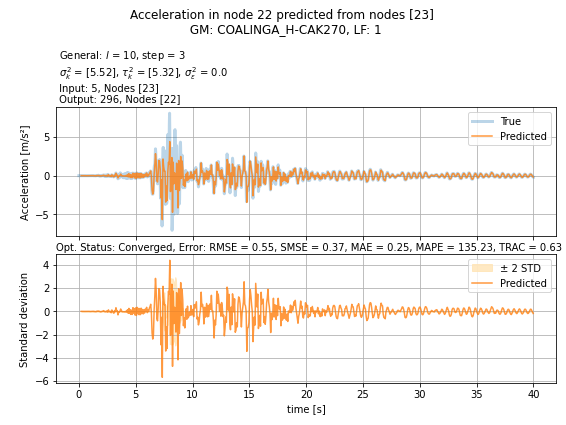 Acceleration in node 22 predicted from nodes [23]
GM: COALINGA_H-CAK270, LF: 1
General: l = 10, step = 3
σ²ₖ = [5.52], τ²ₖ = [5.32], σ²ε = 0.0
Input: 5, Nodes [23]
Output: 296, Nodes [22]
True
Predicted
Acceleration [m/s²]
5
0
−5
Opt. Status: Converged, Error: RMSE = 0.55, SMSE = 0.37, MAE = 0.25, MAPE = 135.23, TRAC = 0.63
± 2 STD
Predicted
Standard deviation
4
2
0
−2
−4
−6
0 5 10 15 20 25 30 35 40
time [s]